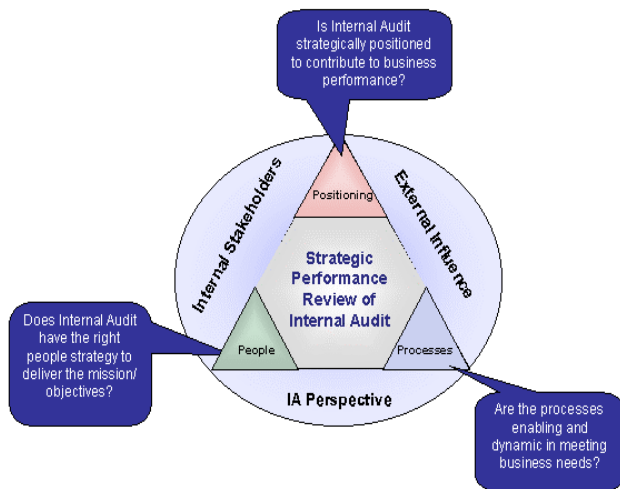 Is Internal Audit
strategically positioned
to contribute to business
performance?
Internal Stakeholders
External Influence
Positioning
Strategic
Performance
Review of
Internal Audit
Does Internal Audit
have the right
people strategy to
deliver the mission/
objectives?
People
Processes
IA Perspective
Are the processes
enabling and
dynamic in meeting
business needs?